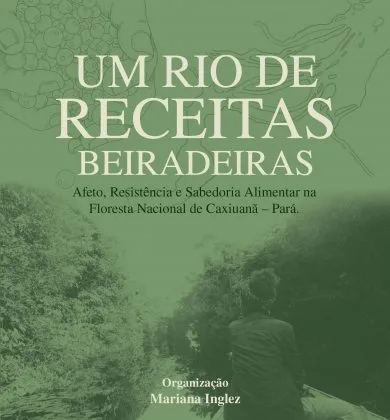 UM RIO DE
RECEITAS
BEIRADEIRAS
Afeto, Resistência e Sabedoria Alimentar na
Floresta Nacional de Caxiuanã – Pará.
Organização
Mariana Inglez